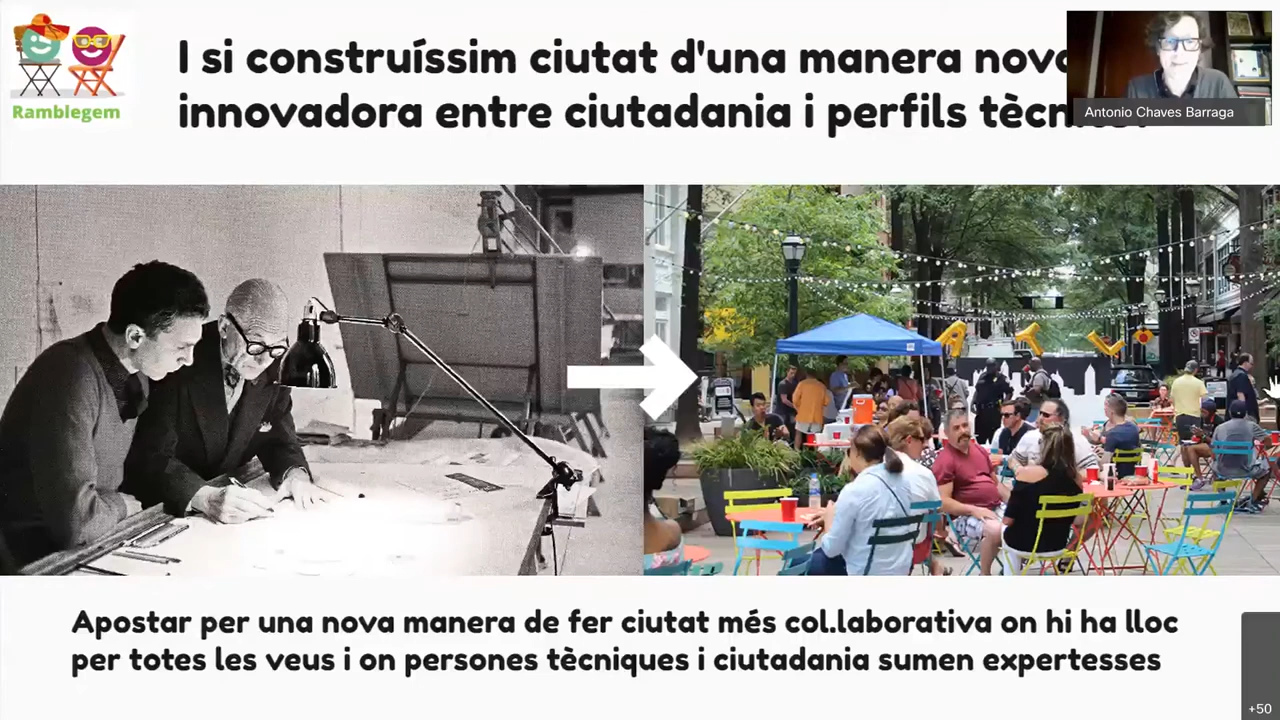 Ramblegem
I si construíssim ciutat d'una manera
innovadora entre ciutadania i perfils
Antonio Chaves Barraga
Apostar per una nova manera de fer ciutat més col.laborativa on hi ha lloc
per totes les veus i on persones tècniques i ciutadania sumen expertesses
+50